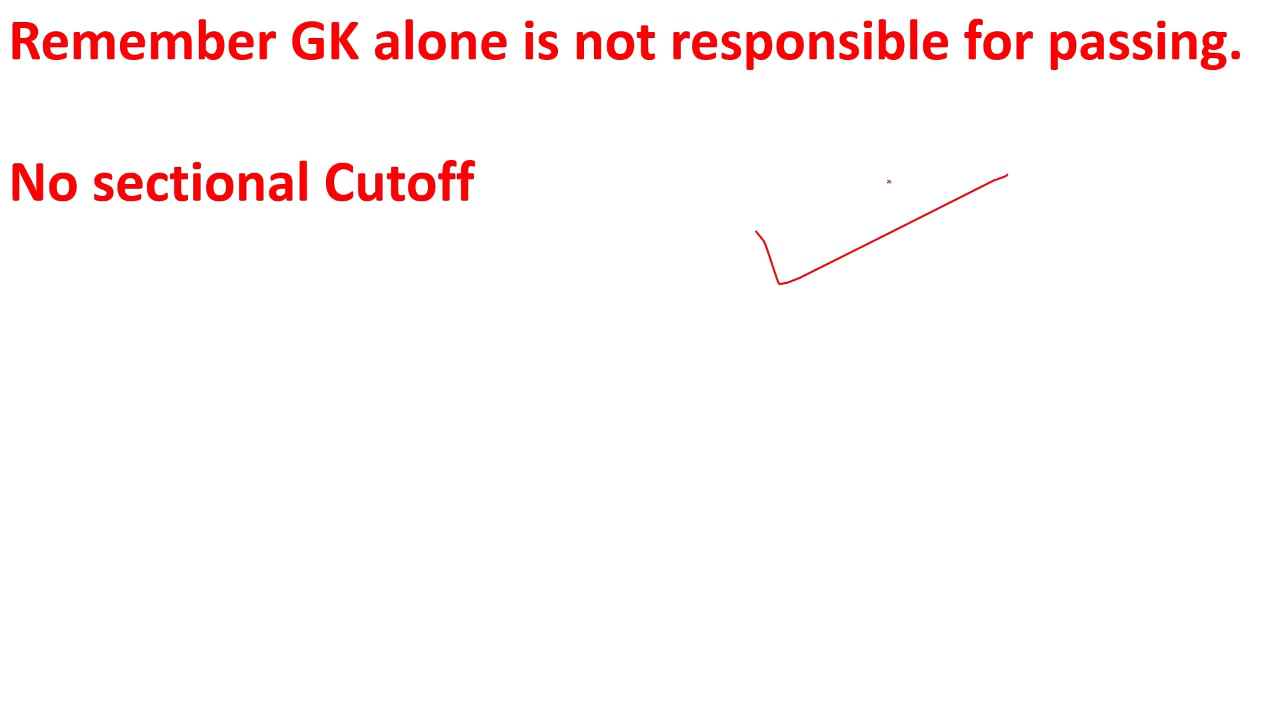 Remember GK alone is not responsible for passing.
No sectional Cutoff